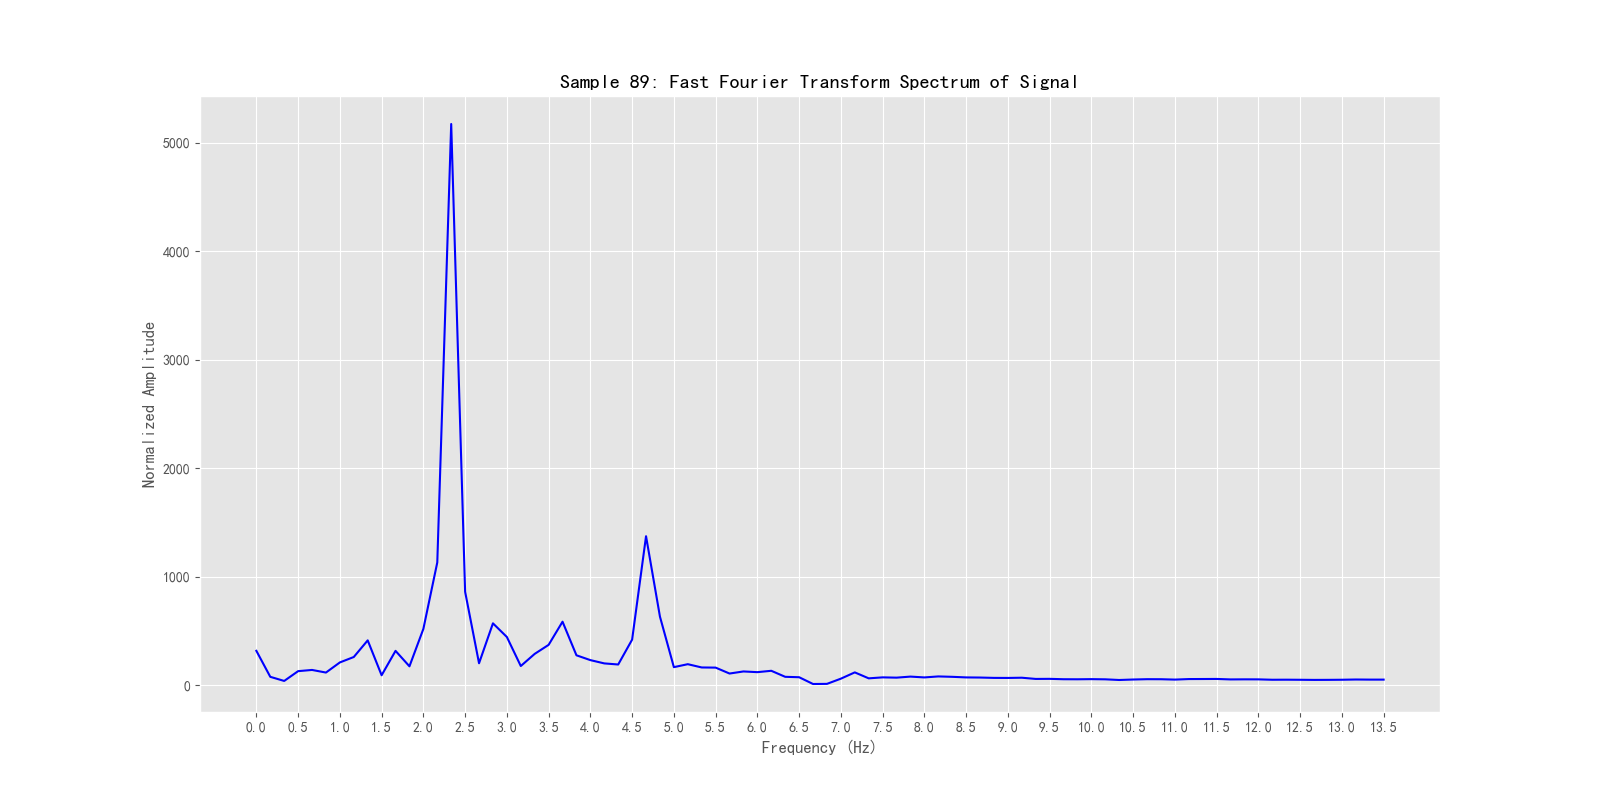 Sample 89: Fast Fourier Transform Spectrum of Signal
Normalized Amplitude
5000
4000
3000
2000
1000
0
0.0 0.5 1.0 1.5 2.0 2.5 3.0 3.5 4.0 4.5 5.0 5.5 6.0 6.5 7.0 7.5 8.0 8.5 9.0 9.5 10.0 10.5 11.0 11.5 12.0 12.5 13.0 13.5
Frequency (Hz)